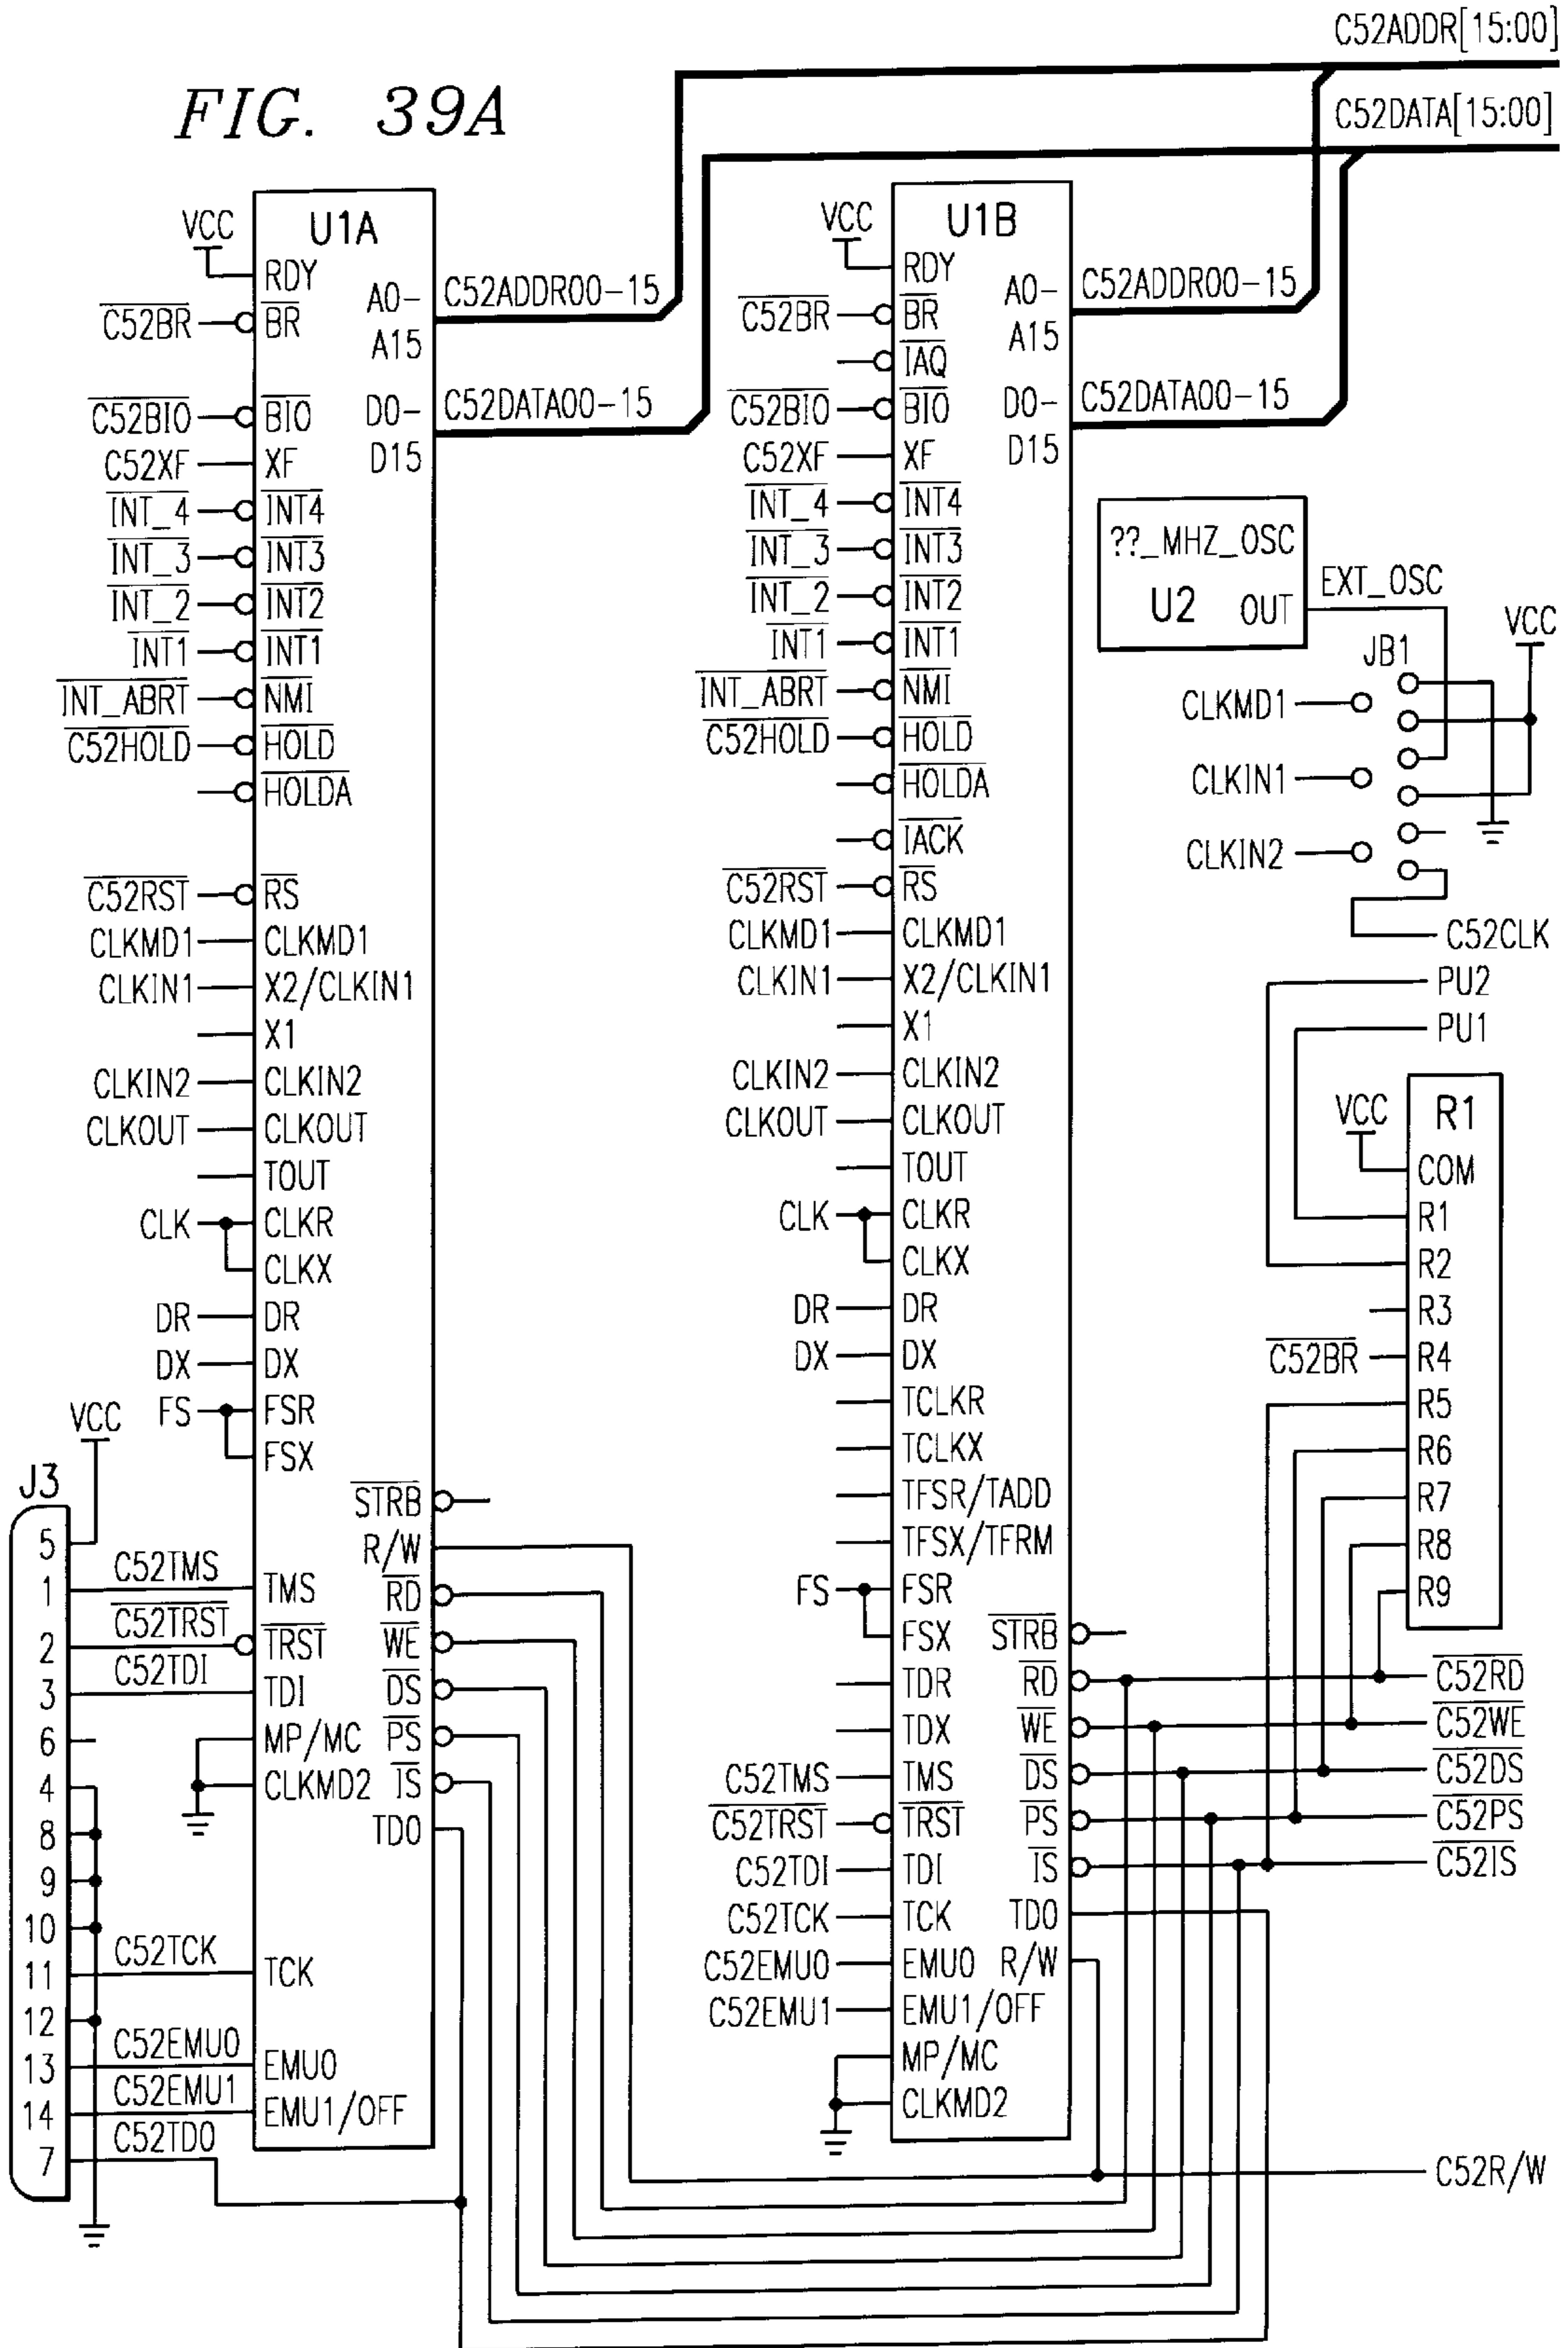 FIG. 39A
C52ADDR[15:00]
C52DATA[15:00]
VCC
U1A
RDY
A0-
A15
C52ADDR00-15
C52BR
BR
C52BIO
BIO
D0-
D15
C52DATA00-15
C52XF
XF
INT_4
INT4
INT_3
INT3
INT_2
INT2
INT1
INT1
INT_ABRT
NMI
C52HOLD
HOLD
HOLDA
C52RST
RS
CLKMD1
CLKMD1
CLKIN1
X2/CLKIN1
X1
CLKIN2
CLKIN2
CLKOUT
CLKOUT
TOUT
CLK
CLKR
CLKX
DR
DR
DX
DX
FS
FSR
FSX
STRB
R/W
RD
WE
DS
PS
IS
TDO
TMS
TRST
TDI
MP/MC
CLKMD2
TCK
EMU0
EMU1/OFF
VCC
J3
5
1
C52TMS
2
C52TRST
3
C52TDI
6
4
8
9
10
11
C52TCK
12
13
C52EMU0
14
C52EMU1
7
C52TDO
VCC
U1B
RDY
A0-
A15
C52ADDR00-15
C52BR
BR
IAQ
C52BIO
BIO
D0-
D15
C52DATA00-15
C52XF
XF
INT_4
INT4
INT_3
INT3
INT_2
INT2
INT1
INT1
INT_ABRT
NMI
C52HOLD
HOLD
HOLDA
IACK
C52RST
RS
CLKMD1
CLKMD1
CLKIN1
X2/CLKIN1
X1
CLKIN2
CLKIN2
CLKOUT
CLKOUT
TOUT
CLK
CLKR
CLKX
DR
DR
DX
DX
TCLKR
TCLKX
TFSR/TADD
TFSX/TFRM
FS
FSR
FSX
STRB
TDR
RD
TDX
WE
C52TMS
TMS
DS
C52TRST
TRST
PS
C52TDI
TDI
IS
C52TCK
TCK
TDO
C52EMU0
EMU0
R/W
C52EMU1
EMU1/OFF
MP/MC
CLKMD2
??_MHZ_OSC
U2
OUT
EXT_OSC
VCC
JB1
CLKMD1
CLKIN1
CLKIN2
C52CLK
PU2
PU1
VCC
R1
COM
R1
R2
R3
C52BR
R4
R5
R6
R7
R8
R9
C52RD
C52WE
C52DS
C52PS
C52IS
C52R/W